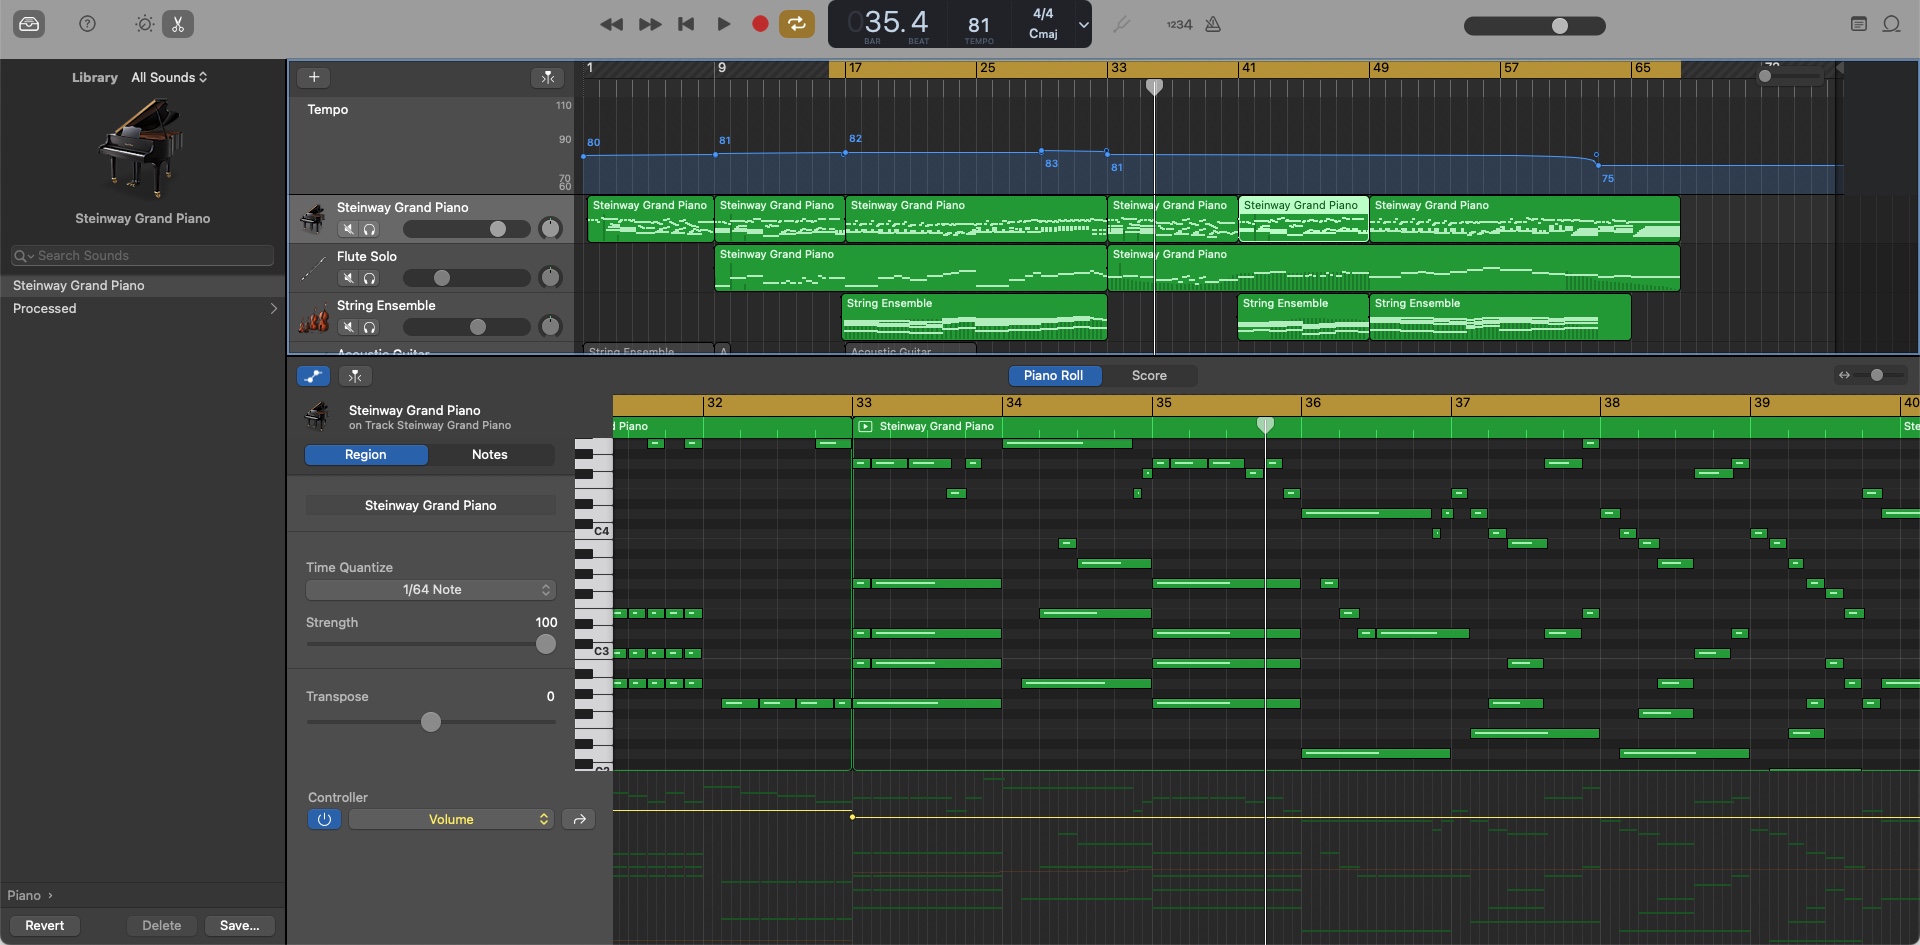 35.4
BAR
BEAT
81
TEMPO
4/4
Cmaj
1234
Library
All Sounds
Steinway Grand Piano
Search Sounds
Steinway Grand Piano
Processed
Piano
Revert
Delete
Save...
1
9
17
25
33
41
49
57
65
Tempo
110
90
70
60
80
81
82
83
81
75
Steinway Grand Piano
Steinway Grand Piano
Steinway Grand Piano
Steinway Grand Piano
Steinway Grand Piano
Steinway Grand Piano
Steinway Grand Piano
Flute Solo
Steinway Grand Piano
Steinway Grand Piano
String Ensemble
String Ensemble
String Ensemble
String Ensemble
Acoustic Guitar
String Ensemble
A
Acoustic Guitar
Piano Roll
Score
32
33
34
35
36
37
38
39
40
Steinway Grand Piano
on Track Steinway Grand Piano
Piano
Steinway Grand Piano
Ste
Region
Notes
Steinway Grand Piano
C4
C3
Time Quantize
1/64 Note
Strength
100
Transpose
0
Controller
Volume